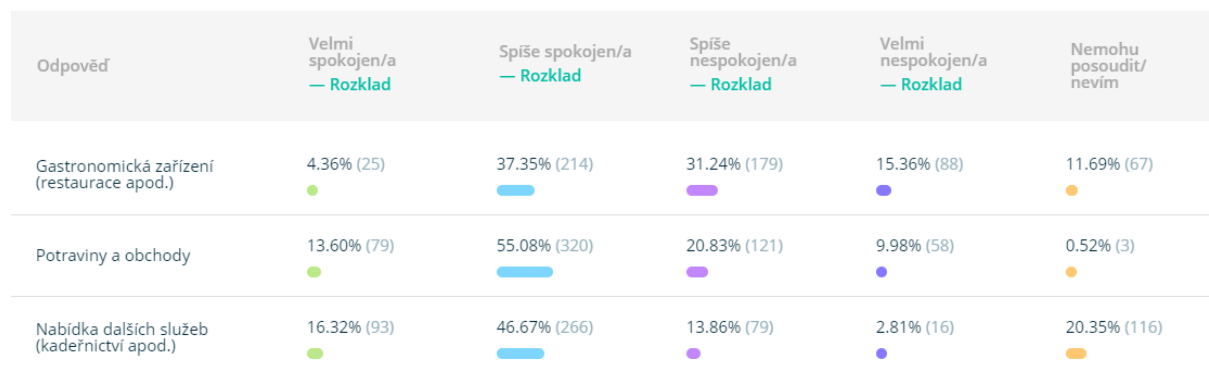 Odpověď
Velmi
spokojen/a
— Rozklad
Spíše spokojen/a
— Rozklad
Spíše
nespokojen/a
— Rozklad
Velmi
nespokojen/a
— Rozklad
Nemohu
posoudit/
nevím
Gastronomická zařízení
(restaurace apod.)
4.36% (25)
37.35% (214)
31.24% (179)
15.36% (88)
11.69% (67)
Potraviny a obchody
13.60% (79)
55.08% (320)
20.83% (121)
9.98% (58)
0.52% (3)
Nabídka dalších služeb
(kadeřnictví apod.)
16.32% (93)
46.67% (266)
13.86% (79)
2.81% (16)
20.35% (116)